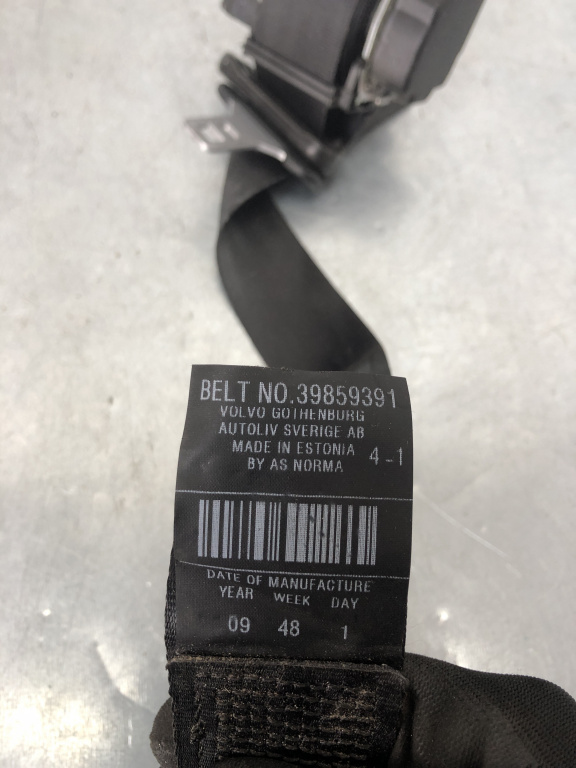 BELT NO.39859391
VOLVO GOTHENBURG
AUTOLIV SVERIGE AB
MADE IN ESTONIA 4-1
BY AS NORMA
DATE OF MANUFACTURE
YEAR WEEK DAY
09 48 1